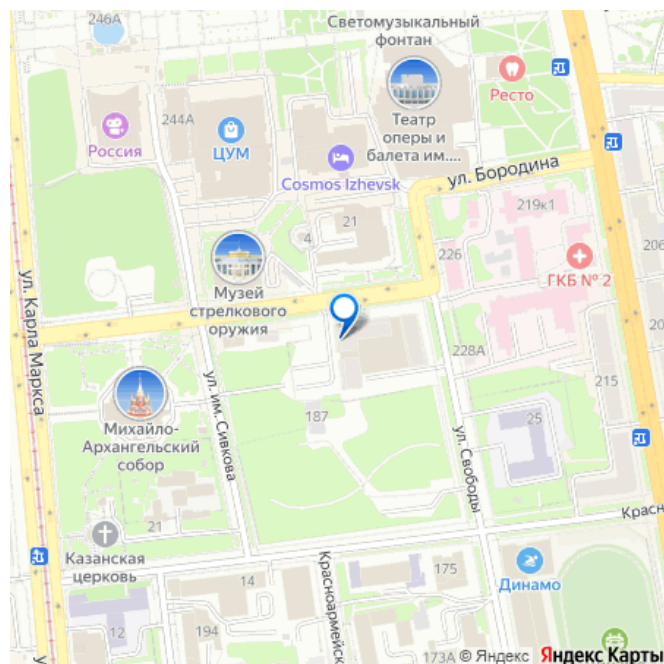 246А
Светомузыкальный
фонтан
Ресто
244А
Россия
ЦУМ
Театр
оперы и
балета им....
Cosmos Izhevsk
ул. Бородина
219к1
21
4
226
206
ГКБ № 2
Музей
стрелкового
оружия
ул. Карла Маркса
228А
215
ул. им. Сивкова
Михайло-
Архангельский
собор
187
25
ул. Свободы
21
Казанская
церковь
Красн
Красноармейск
14
175
Динамо
12
194
173А
© Яндекс Яндекс Карты